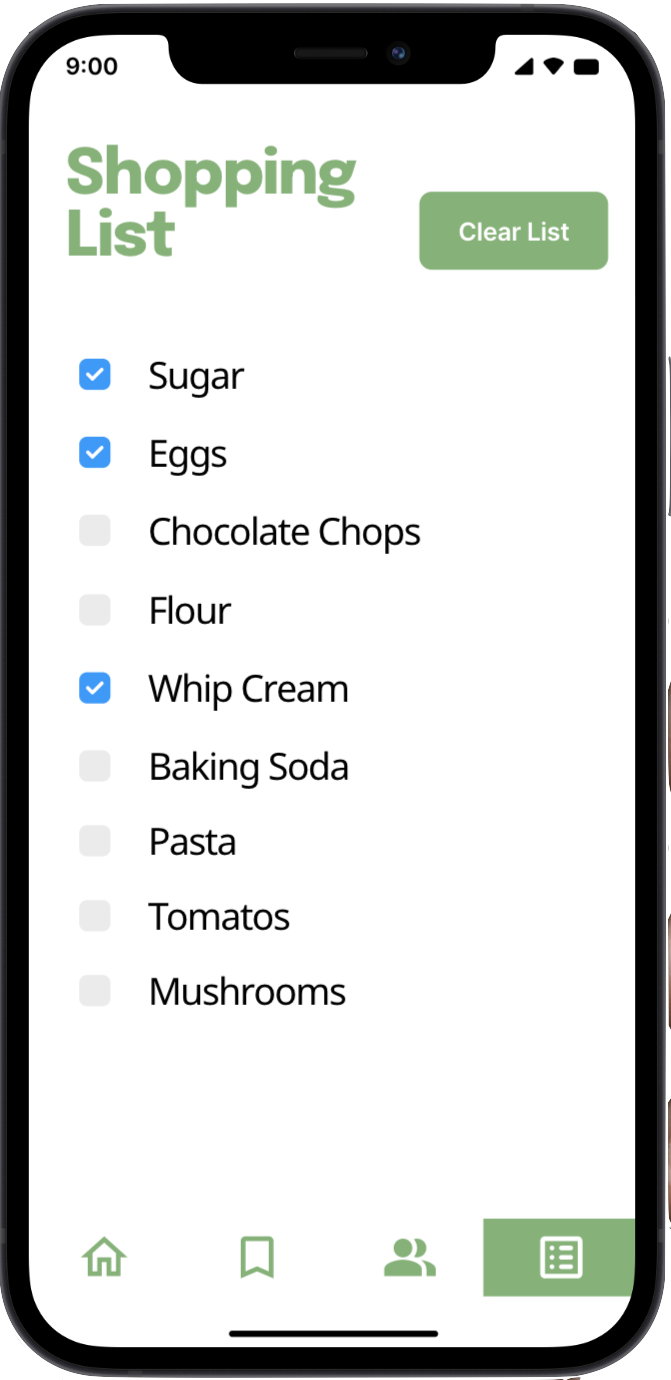 9:00
Shopping
List
Clear List
Sugar
Eggs
Chocolate Chops
Flour
Whip Cream
Baking Soda
Pasta
Tomatos
Mushrooms